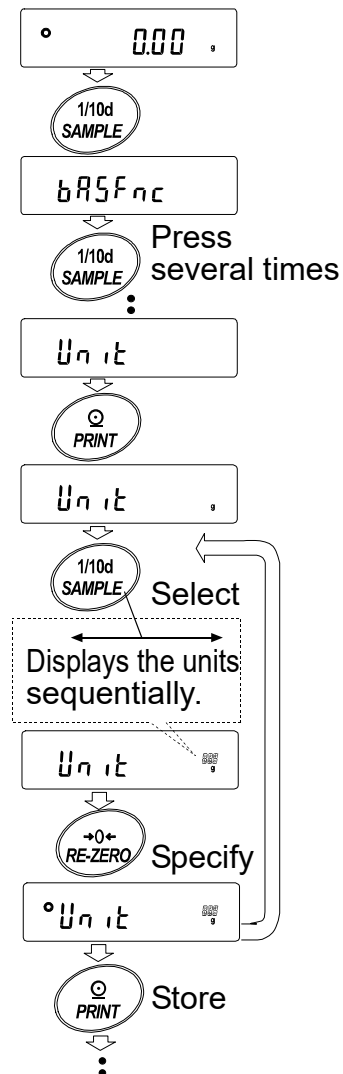 0.00 g
1/10d
SAMPLE
bASFnc
1/10d
SAMPLE
Press
several times
Unit
PRINT
Unit g
1/10d
SAMPLE
Select
Displays the units
sequentially.
Unit g
→0←
RE-ZERO
Specify
Unit g
PRINT
Store